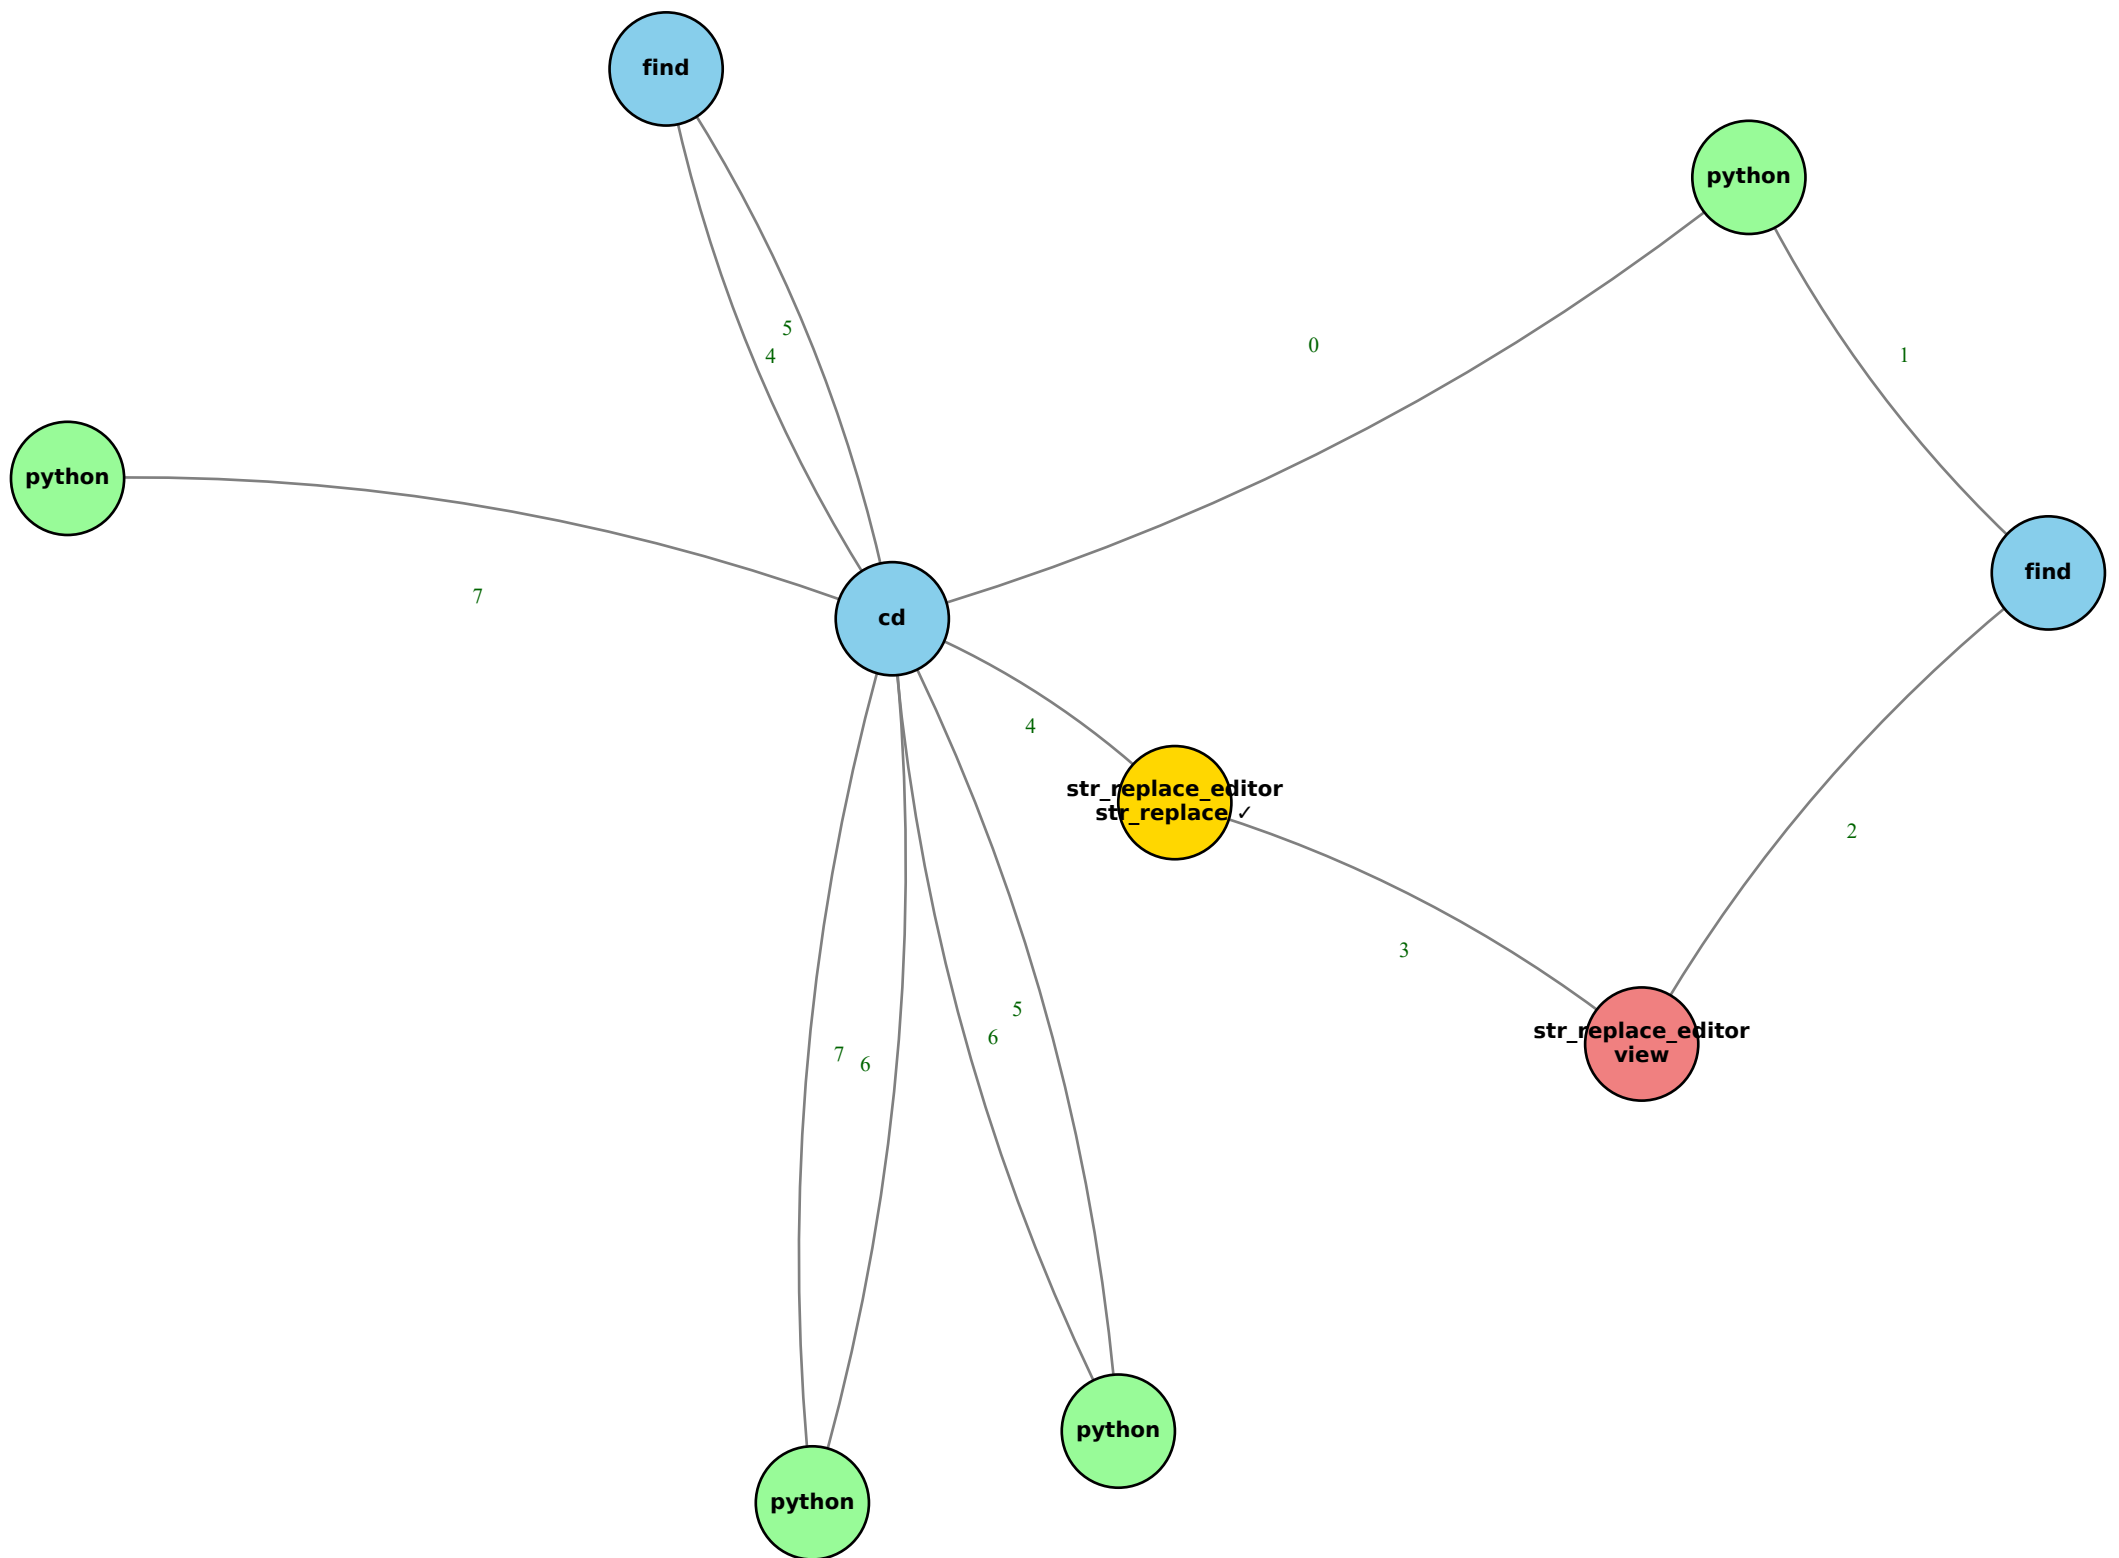 find
python
5
0
4
1
python
find
7
cd
4
str_replace_editor
str_replace ✓
2
3
5
str_replace_editor
view
6
7
6
python
python